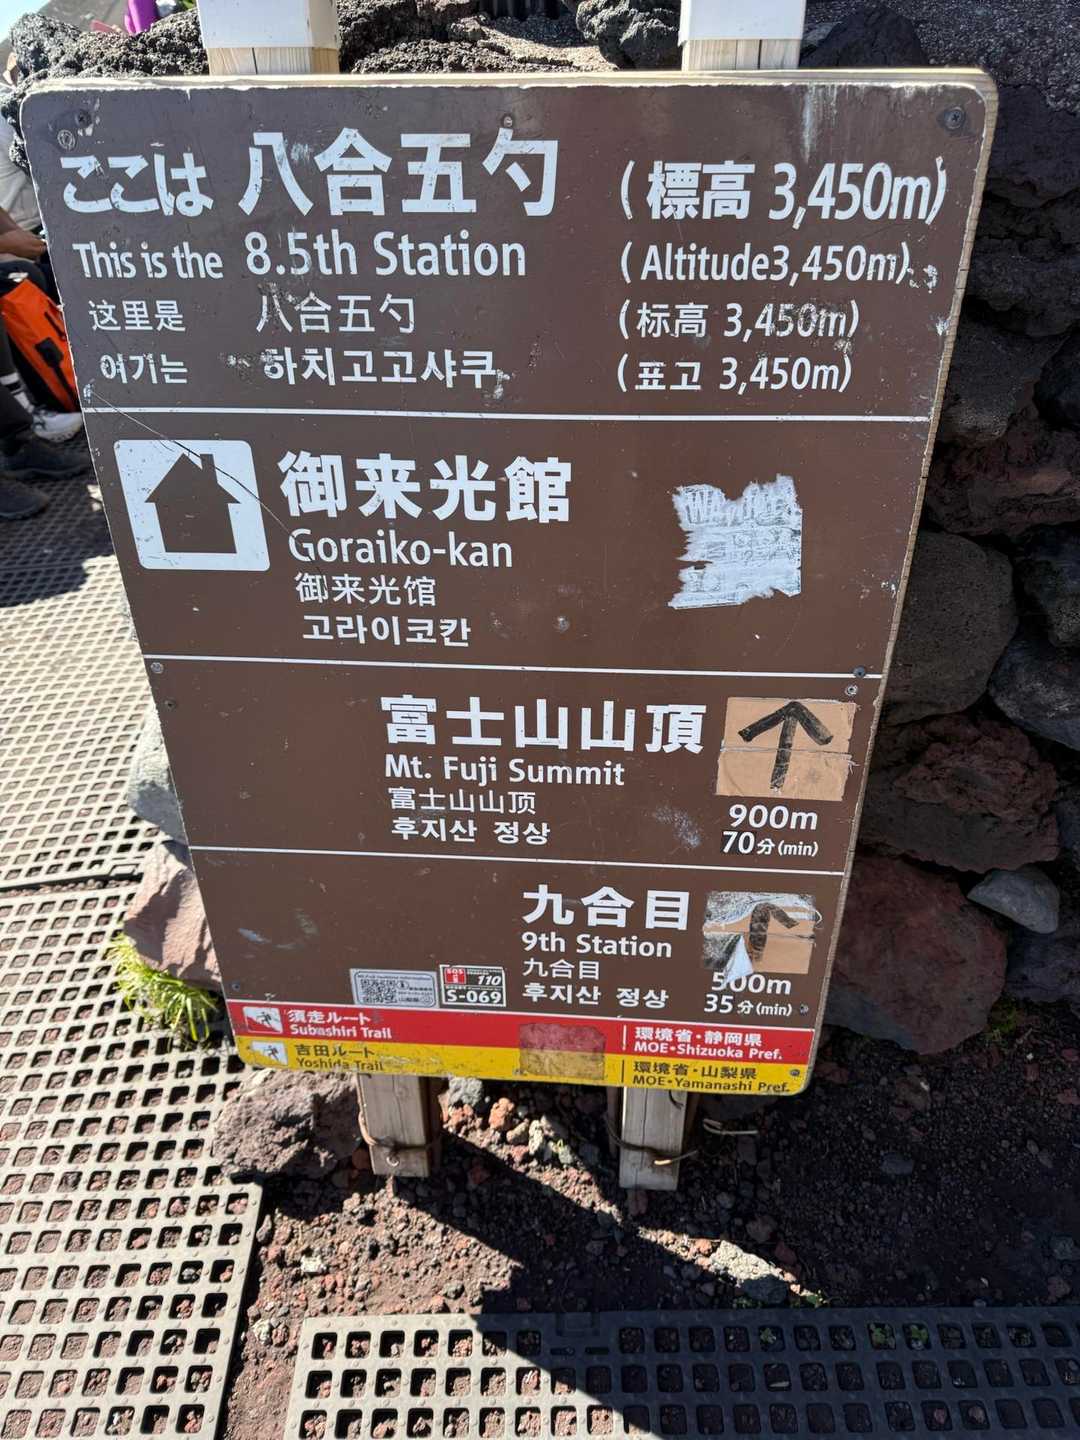 ここは 八合五勺 (標高 3,450m)
This is the 8.5th Station (Altitude3,450m)
这里是 八合五勺 (标高 3,450m)
여기는 하치고고샤쿠 (표고 3,450m)
御来光館
Goraiko-kan
御来光馆
고라이코칸
富士山山頂
Mt. Fuji Summit
富士山山顶
후지산 정상
900m
70分(min)
九合目
9th Station
九合目
후지산 정상
500m
35分(min)
SOS 110
S-069
山梨県
須走ルート
Subashiri Trail
環境省・静岡県
MOE・Shizuoka Pref.
吉田ルート
Yoshida Trail
環境省・山梨県
MOE・Yamanashi Pref.